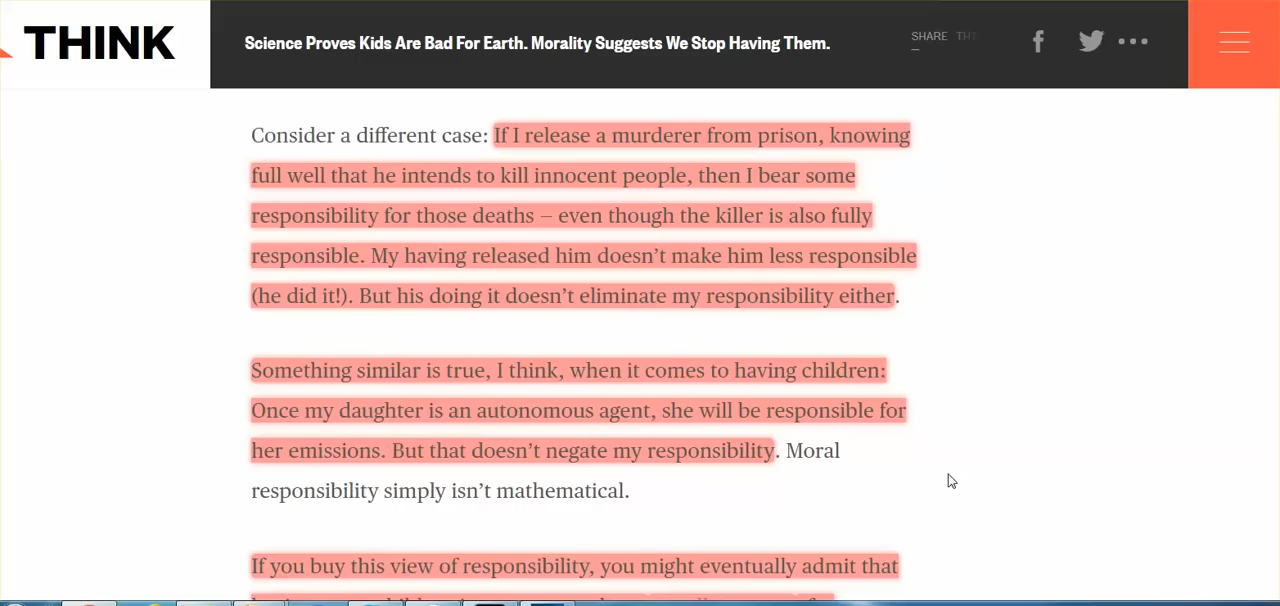 THINK
Science Proves Kids Are Bad For Earth. Morality Suggests We Stop Having Them.
SHARE
Consider a different case: If I release a murderer from prison, knowing
full well that he intends to kill innocent people, then I bear some
responsibility for those deaths – even though the killer is also fully
responsible. My having released him doesn’t make him less responsible
(he did it!). But his doing it doesn’t eliminate my responsibility either.
Something similar is true, I think, when it comes to having children:
Once my daughter is an autonomous agent, she will be responsible for
her emissions. But that doesn’t negate my responsibility. Moral
responsibility simply isn’t mathematical.
If you buy this view of responsibility, you might eventually admit that